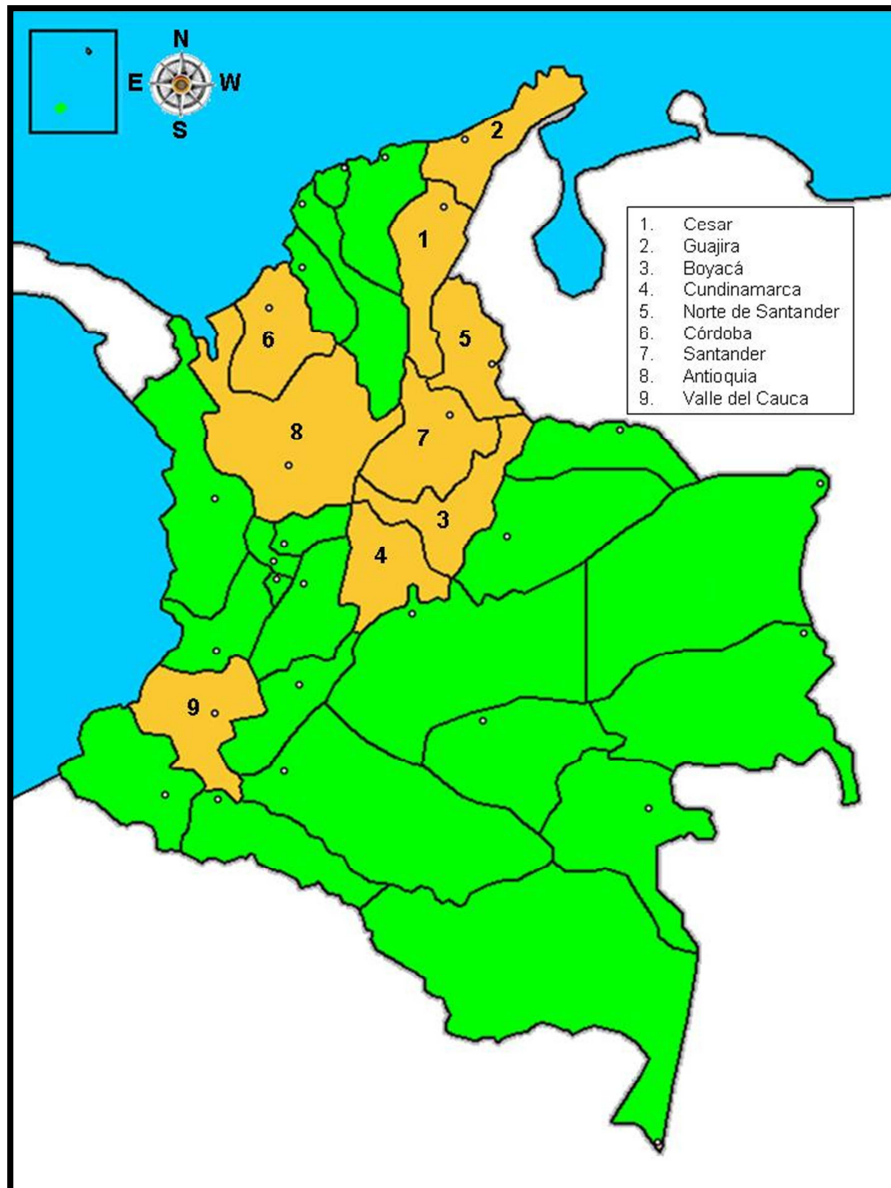 N
E W
S
2
1
5
6
8
7
3
4
9
1. Cesar
2. Guajira
3. Boyacá
4. Cundinamarca
5. Norte de Santander
6. Córdoba
7. Santander
8. Antioquia
9. Valle del Cauca